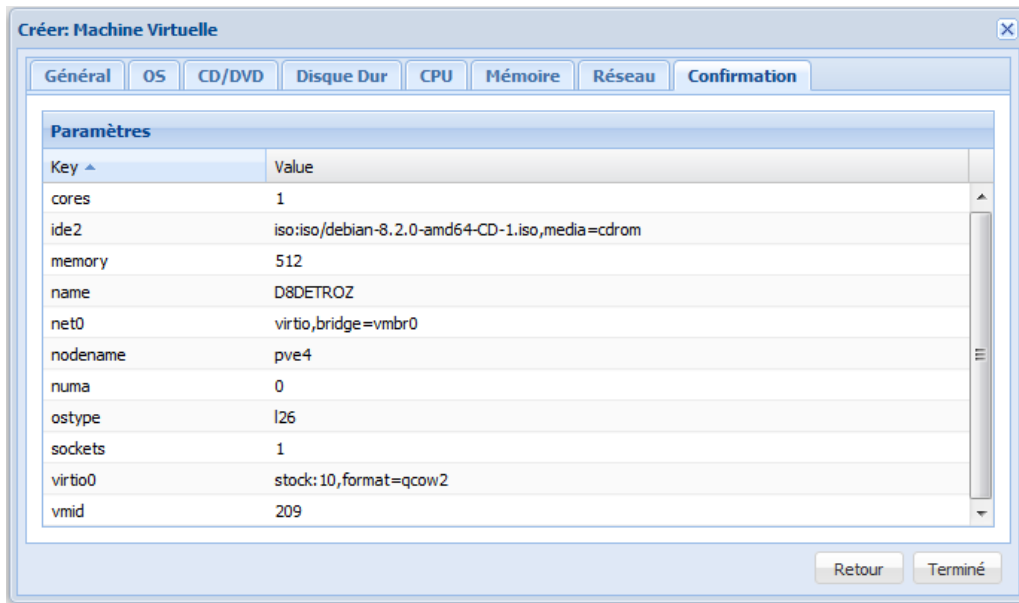 Créer: Machine Virtuelle
Général OS CD/DVD Disque Dur CPU Mémoire Réseau Confirmation
Paramètres
Key Value
cores 1
ide2 iso:iso/debian-8.2.0-amd64-CD-1.iso,media=cdrom
memory 512
name D8DETROZ
net0 virtio,bridge=vmbr0
nodename pve4
numa 0
ostype l26
sockets 1
virtio0 stock:10,format=qcow2
vmid 209
Retour Terminé